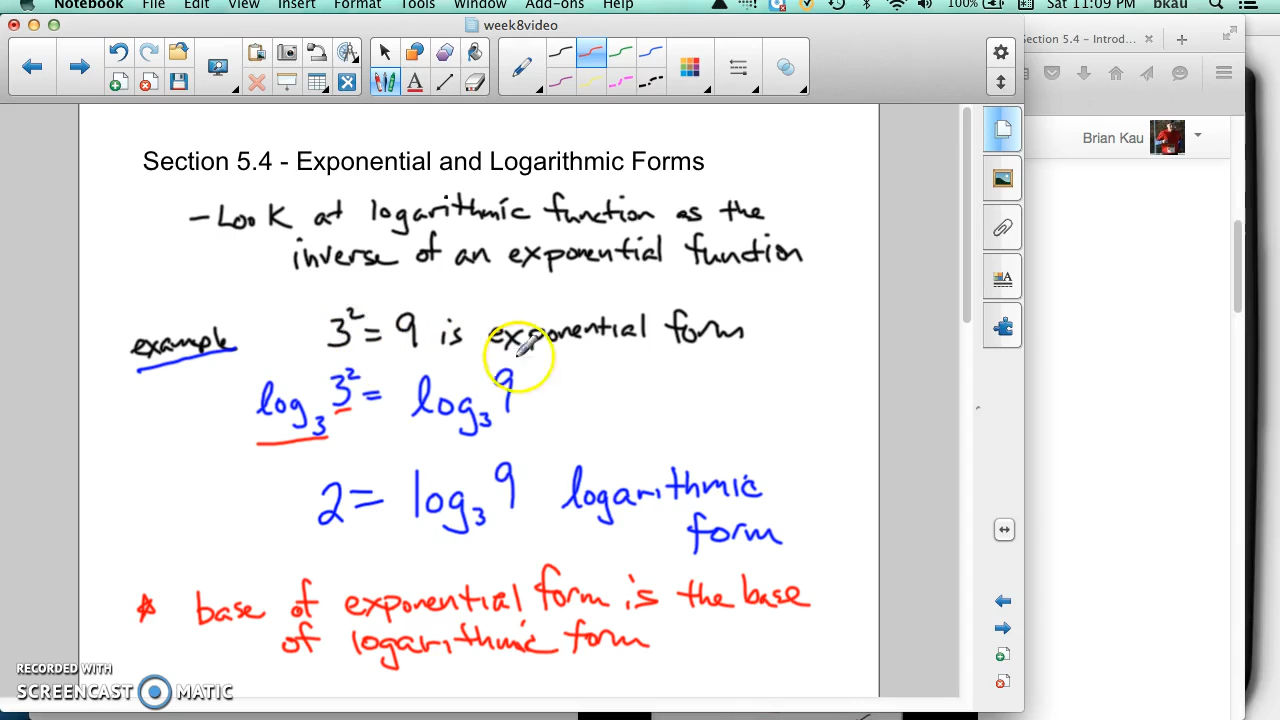 Notebook File Edit View Insert Format Tools Window Add-ons Help 100% Sat 11:09 PM bkau
week8video
Section 5.4 – Introd...
Brian Kau
Section 5.4 - Exponential and Logarithmic Forms
- Look at logarithmic function as the
inverse of an exponential function
example 3² = 9 is exponential form
log₃ 3² = log₃ 9
2 = log₃ 9 logarithmic
form
* base of exponential form is the base
of logarithmic form
RECORDED WITH
SCREENCAST MATIC